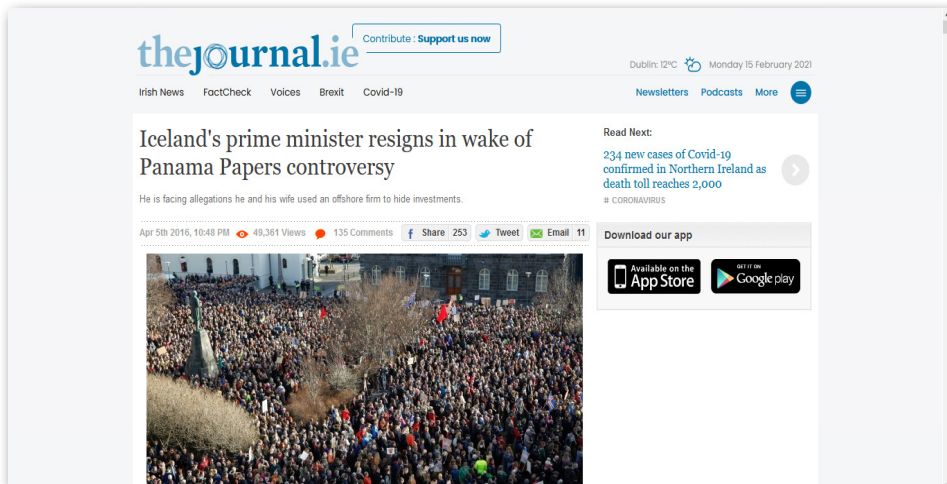 thejournal.ie
Contribute : Support us now
Dublin: 12°C Monday 15 February 2021
Irish News FactCheck Voices Brexit Covid-19
Newsletters Podcasts More
Iceland's prime minister resigns in wake of
Panama Papers controversy
He is facing allegations he and his wife used an offshore firm to hide investments.
Apr 5th 2016, 10:48 PM 49,361 Views 135 Comments Share 253 Tweet Email 11
Read Next:
234 new cases of Covid-19
confirmed in Northern Ireland as
death toll reaches 2,000
# CORONAVIRUS
Download our app
Available on the
App Store
GET IT ON
Google play